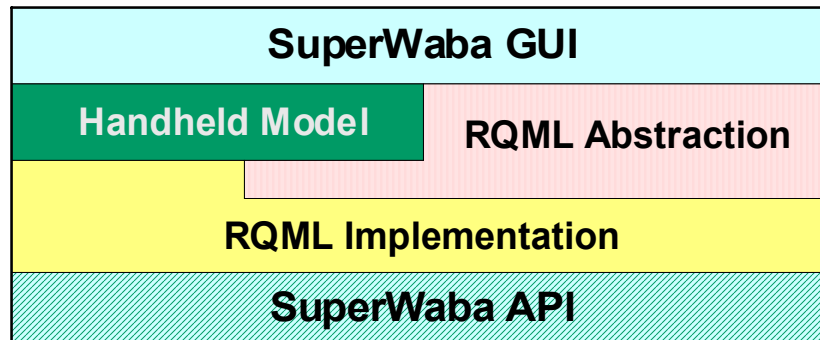 SuperWaba GUI
Handheld Model
RQML Abstraction
RQML Implementation
SuperWaba API